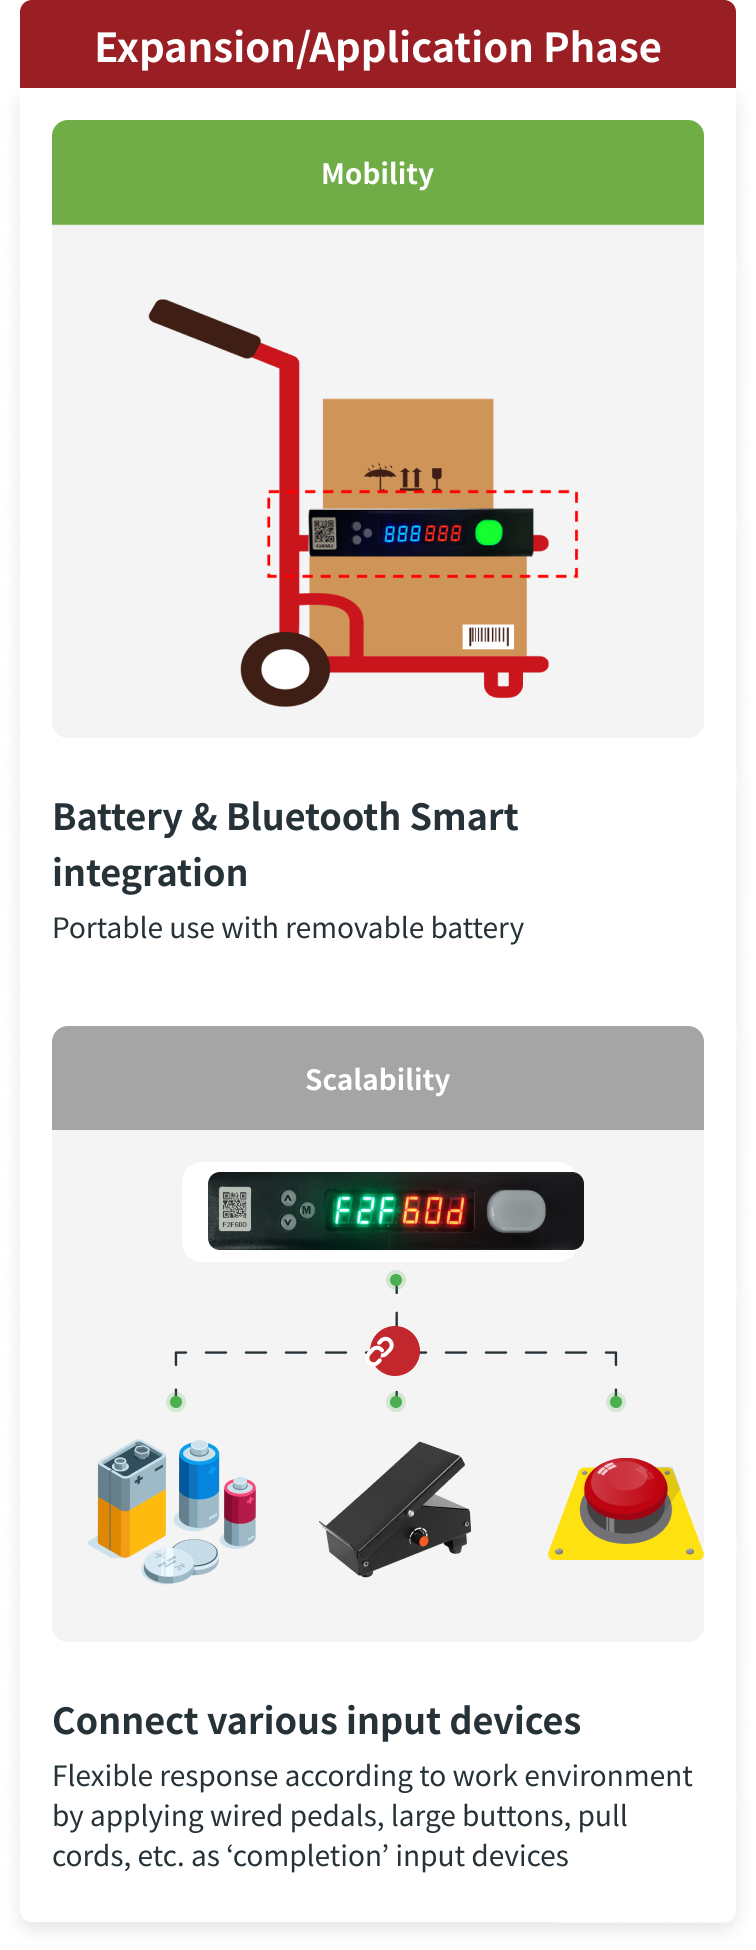 Expansion/Application Phase
Mobility
888888
Battery & Bluetooth Smart
integration
Portable use with removable battery
Scalability
F2F60D
M
F2F60d
Connect various input devices
Flexible response according to work environment
by applying wired pedals, large buttons, pull
cords, etc. as ‘completion’ input devices